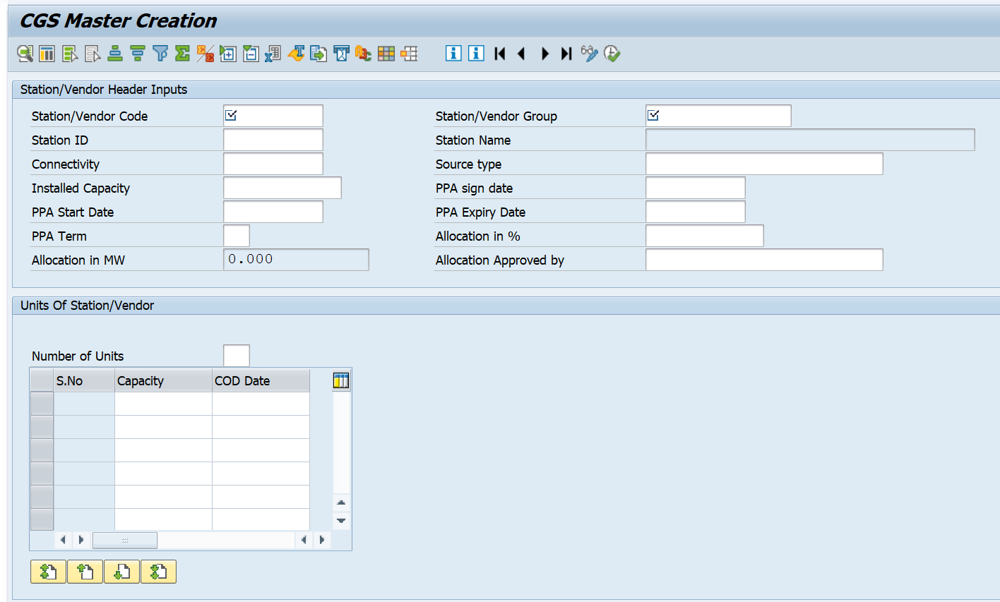 CGS Master Creation
Station/Vendor Header Inputs
Station/Vendor Code Station/Vendor Group
Station ID Station Name
Connectivity Source type
Installed Capacity PPA sign date
PPA Start Date PPA Expiry Date
PPA Term Allocation in %
Allocation in MW 0.000 Allocation Approved by
Units Of Station/Vendor
Number of Units
S.No Capacity COD Date